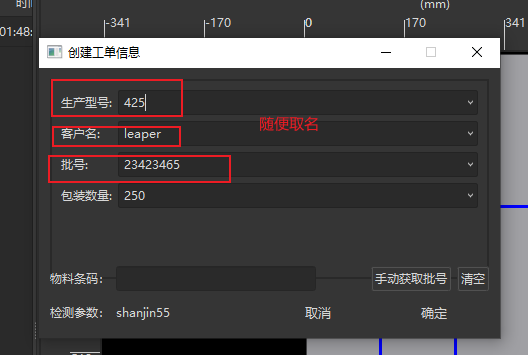 (mm)
-341 -170 0 170 341
01:48:
创建工单信息
生产型号: 425
随便取名
客户名: leaper
批号: 23423465
包装数量: 250
物料条码: 手动获取批号 清空
检测参数: shanjin55 取消 确定